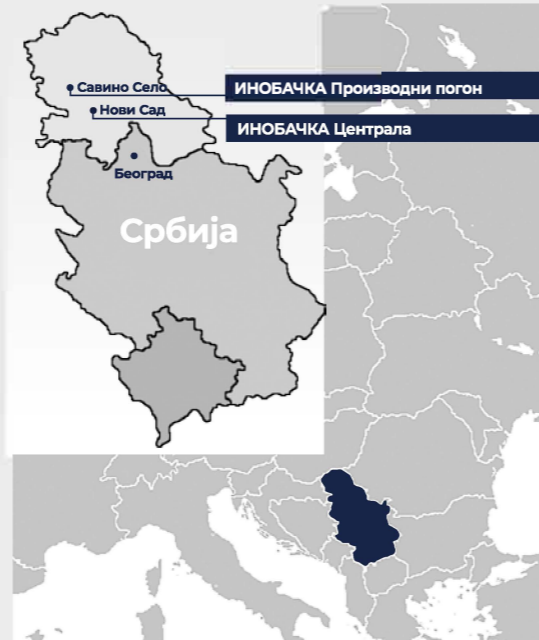 Савино Село
ИНОБАЧКА Производни погон
Нови Сад
ИНОБАЧКА Централа
Београд
Србија